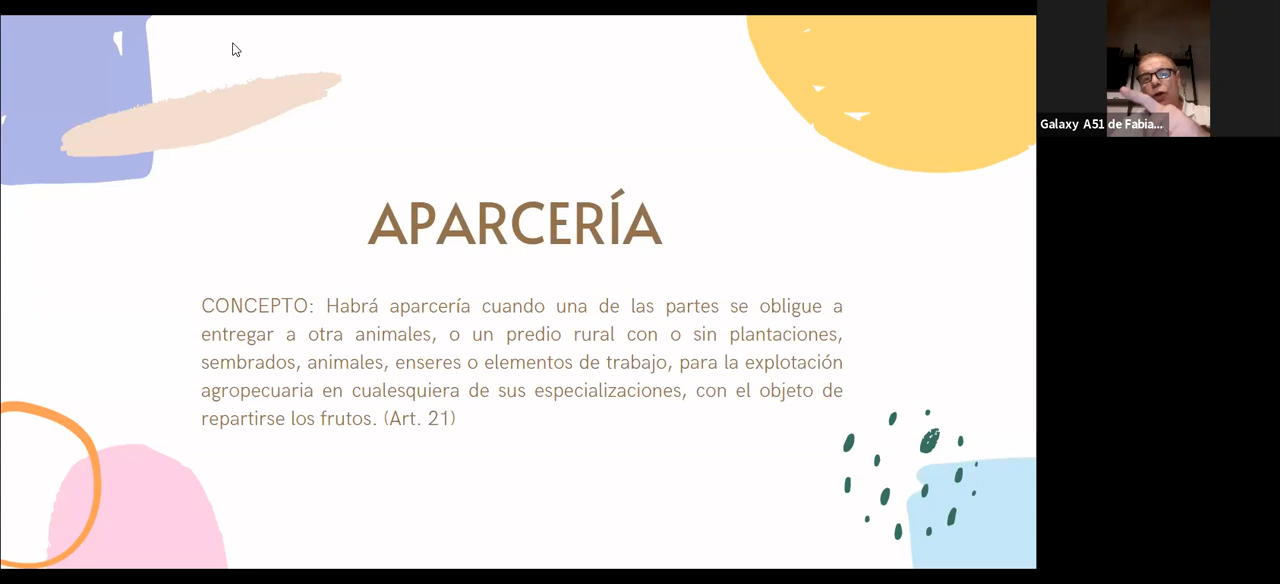 Galaxy A51 de Fabia...
APARCERÍA
CONCEPTO: Habrá aparcería cuando una de las partes se obligue a
entregar a otra animales, o un predio rural con o sin plantaciones,
sembrados, animales, enseres o elementos de trabajo, para la explotación
agropecuaria en cualesquiera de sus especializaciones, con el objeto de
repartirse los frutos. (Art. 21)